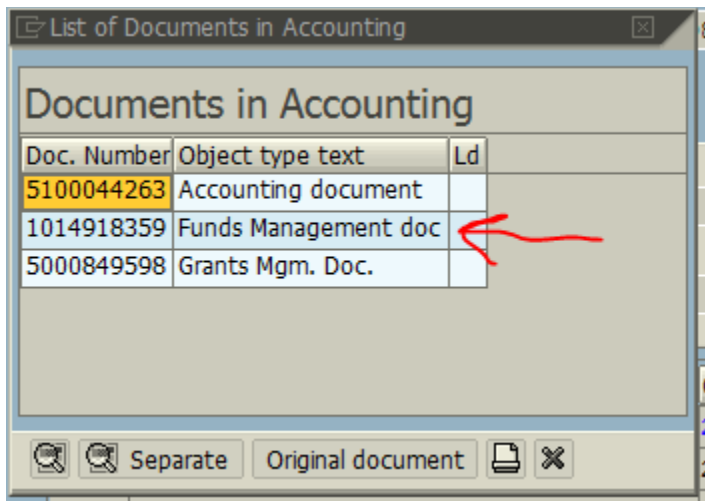 List of Documents in Accounting
Documents in Accounting
Doc. Number Object type text Ld
5100044263 Accounting document
1014918359 Funds Management doc
5000849598 Grants Mgm. Doc.
Separate Original document